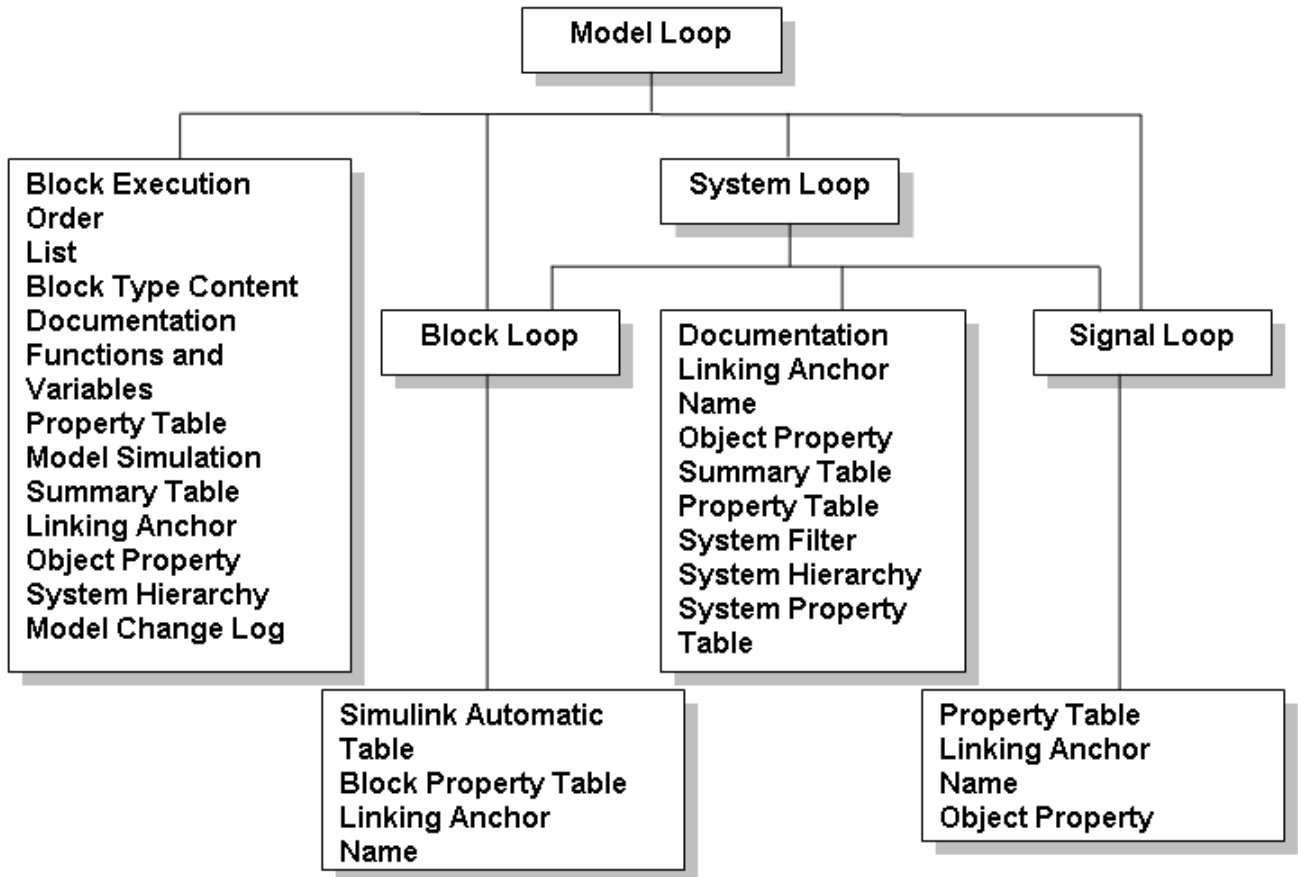 Model Loop
Block Execution
Order
List
Block Type Content
Documentation
Functions and
Variables
Property Table
Model Simulation
Summary Table
Linking Anchor
Object Property
System Hierarchy
Model Change Log
System Loop
Block Loop
Documentation
Linking Anchor
Name
Object Property
Summary Table
Property Table
System Filter
System Hierarchy
System Property
Table
Signal Loop
Simulink Automatic
Table
Block Property Table
Linking Anchor
Name
Property Table
Linking Anchor
Name
Object Property